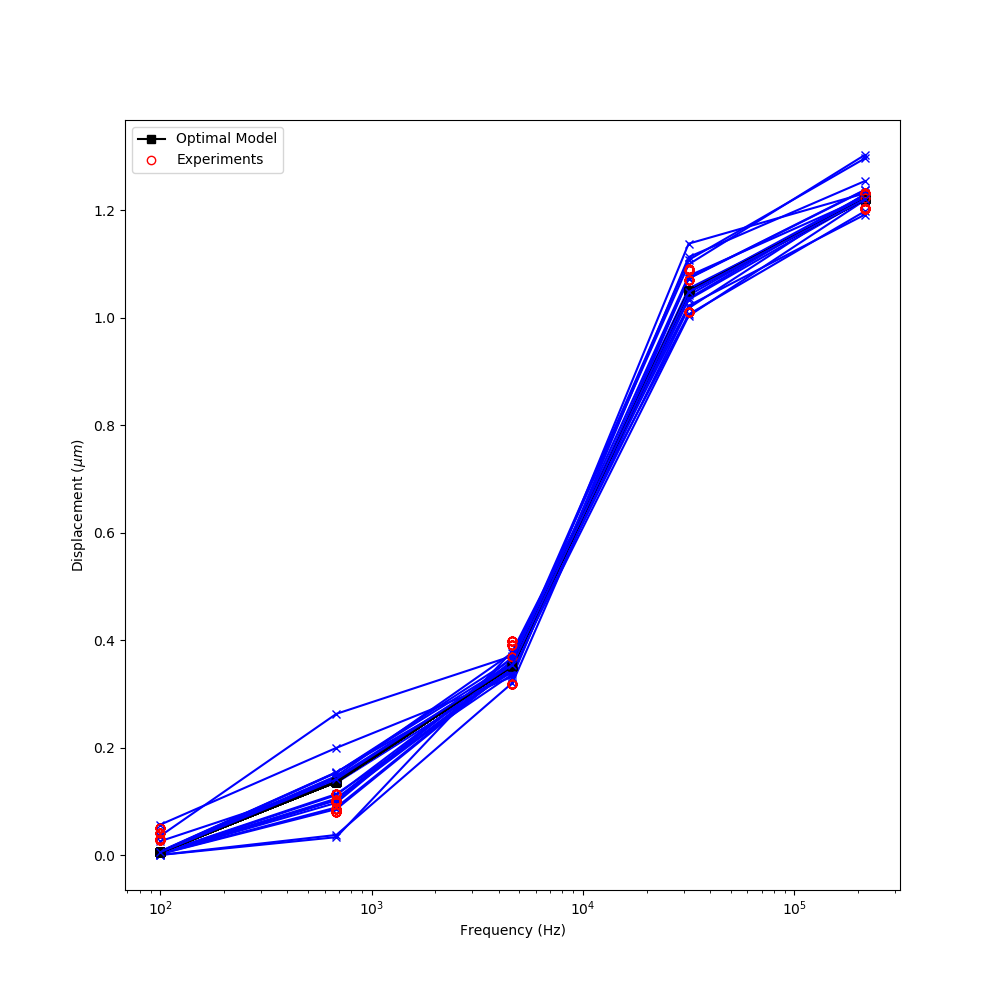 Optimal Model
Experiments
1.2
1.0
0.8
0.6
0.4
0.2
0.0
Displacement (μm)
10²
10³
10⁴
10⁵
Frequency (Hz)